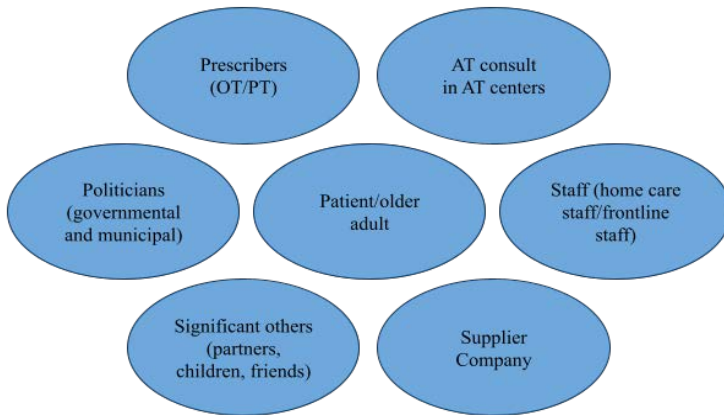 Prescribers
(OT/PT)
AT consult
in AT centers
Politicians
(governmental
and municipal)
Patient/older
adult
Staff (home care
staff/frontline
staff)
Significant others
(partners,
children, friends)
Supplier
Company